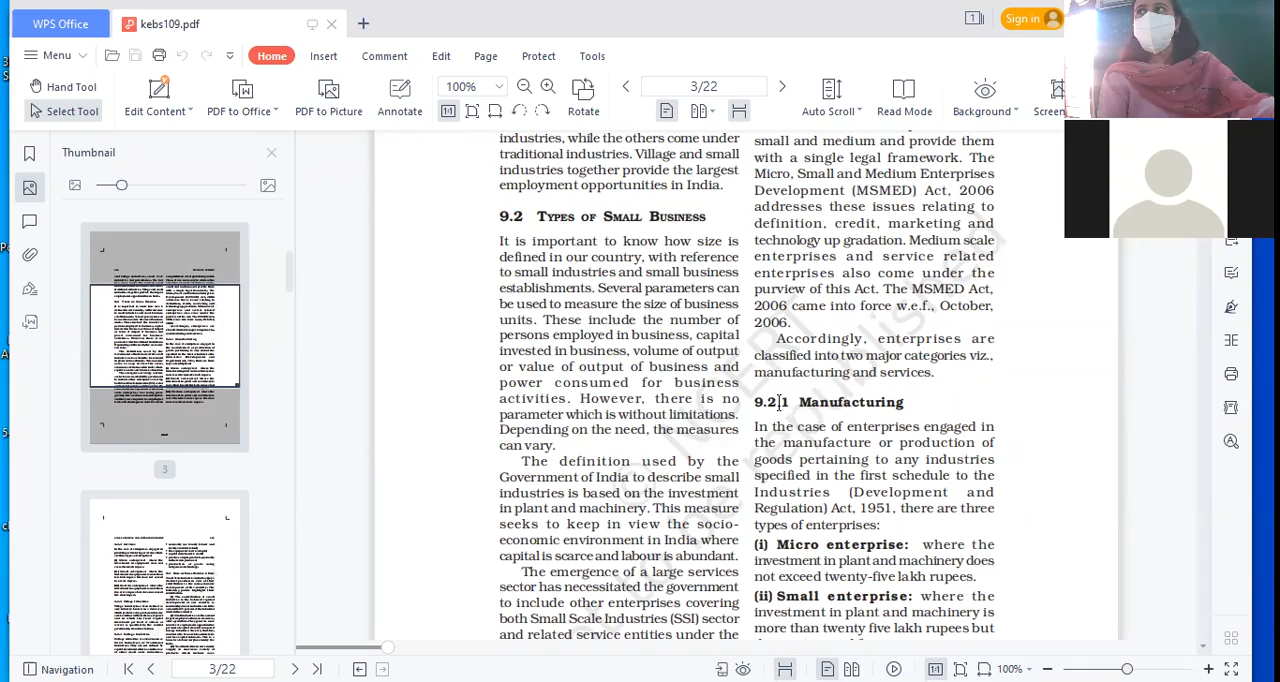 WPS Office
kebs109.pdf
Sign in
Menu
Home
Insert
Comment
Edit
Page
Protect
Tools
Hand Tool
Select Tool
Edit Content
PDF to Office
PDF to Picture
Annotate
100%
3/22
Rotate
Auto Scroll
Read Mode
Background
Screen
Thumbnail
3
industries, while the others come under
traditional industries. Village and small
industries together provide the largest
employment opportunities in India.
9.2 Types of Small Business
It is important to know how size is
defined in our country, with reference
to small industries and small business
establishments. Several parameters can
be used to measure the size of business
units. These include the number of
persons employed in business, capital
invested in business, volume of output
or value of output of business and
power consumed for business
activities. However, there is no
parameter which is without limitations.
Depending on the need, the measures
can vary.
The definition used by the
Government of India to describe small
industries is based on the investment
in plant and machinery. This measure
seeks to keep in view the socio-
economic environment in India where
capital is scarce and labour is abundant.
The emergence of a large services
sector has necessitated the government
to include other enterprises covering
both Small Scale Industries (SSI) sector
and related service entities under the
small and medium and provide them
with a single legal framework. The
Micro, Small and Medium Enterprises
Development (MSMED) Act, 2006
addresses these issues relating to
definition, credit, marketing and
technology up gradation. Medium scale
enterprises and service related
enterprises also come under the
purview of this Act. The MSMED Act,
2006 came into force w.e.f., October,
2006.
Accordingly, enterprises are
classified into two major categories viz.,
manufacturing and services.
9.2.1 Manufacturing
In the case of enterprises engaged in
the manufacture or production of
goods pertaining to any industries
specified in the first schedule to the
Industries (Development and
Regulation) Act, 1951, there are three
types of enterprises:
(i) Micro enterprise: where the
investment in plant and machinery does
not exceed twenty-five lakh rupees.
(ii) Small enterprise: where the
investment in plant and machinery is
more than twenty five lakh rupees but
Navigation
3/22
100%